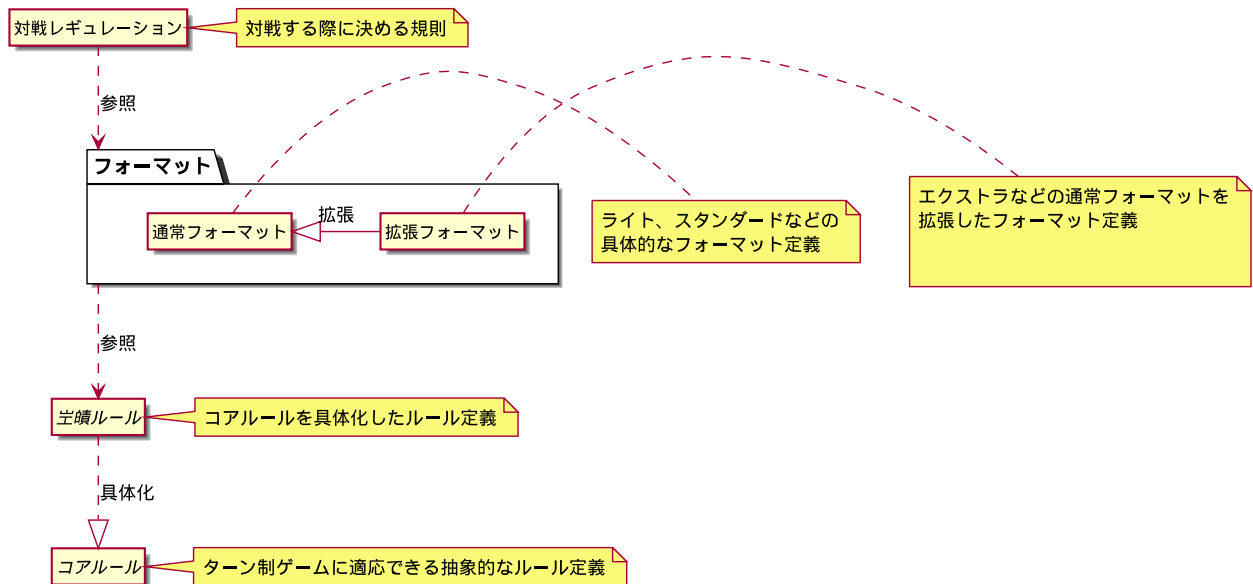 対戦レギュレーション
対戦する際に決める規則
参照
フォーマット
通常フォーマット
拡張
拡張フォーマット
ライト、スタンダードなどの
具体的なフォーマット定義
エクストラなどの通常フォーマットを
拡張したフォーマット定義
参照
ルール
コアルールを具体化したルール定義
具体化
コアルール
ターン制ゲームに適応できる抽象的なルール定義